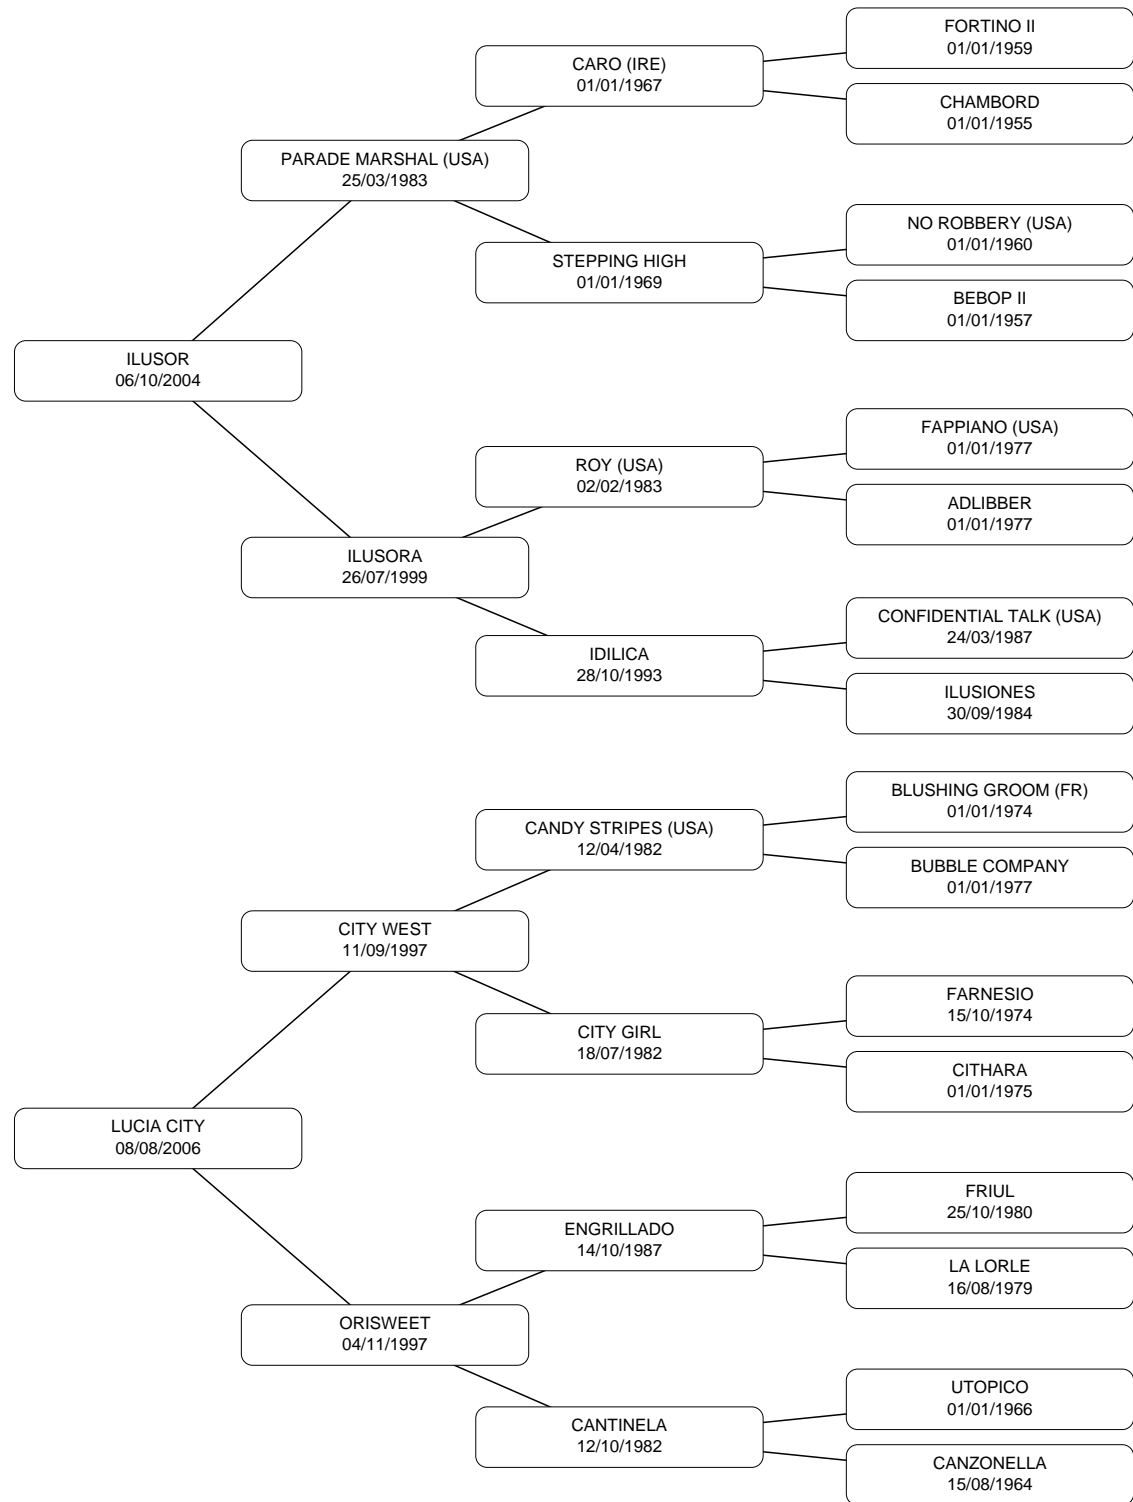 FORTINO II
01/01/1959
CARO (IRE)
01/01/1967
CHAMBORD
01/01/1955
PARADE MARSHAL (USA)
25/03/1983
NO ROBBERY (USA)
01/01/1960
STEPPING HIGH
01/01/1969
BEBOP II
01/01/1957
ILUSOR
06/10/2004
FAPPIANO (USA)
01/01/1977
ROY (USA)
02/02/1983
ADLIBBER
01/01/1977
ILUSORA
26/07/1999
CONFIDENTIAL TALK (USA)
24/03/1987
IDILICA
28/10/1993
ILUSIONES
30/09/1984
BLUSHING GROOM (FR)
01/01/1974
CANDY STRIPES (USA)
12/04/1982
BUBBLE COMPANY
01/01/1977
CITY WEST
11/09/1997
FARNESIO
15/10/1974
CITY GIRL
18/07/1982
CITHARA
01/01/1975
LUCIA CITY
08/08/2006
FRIUL
25/10/1980
ENGRILLADO
14/10/1987
LA LORLE
16/08/1979
ORISWEET
04/11/1997
UTOPICO
01/01/1966
CANTINELA
12/10/1982
CANZONELLA
15/08/1964